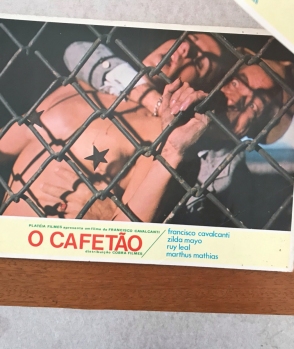 PLATEIA FILMES apresenta um filme de FRANCISCO CAVALCANTI
O CAFETÃO
distribuição COBRA FILMES
francisco cavalcanti
zilda mayo
ruy leal
marthus mathias